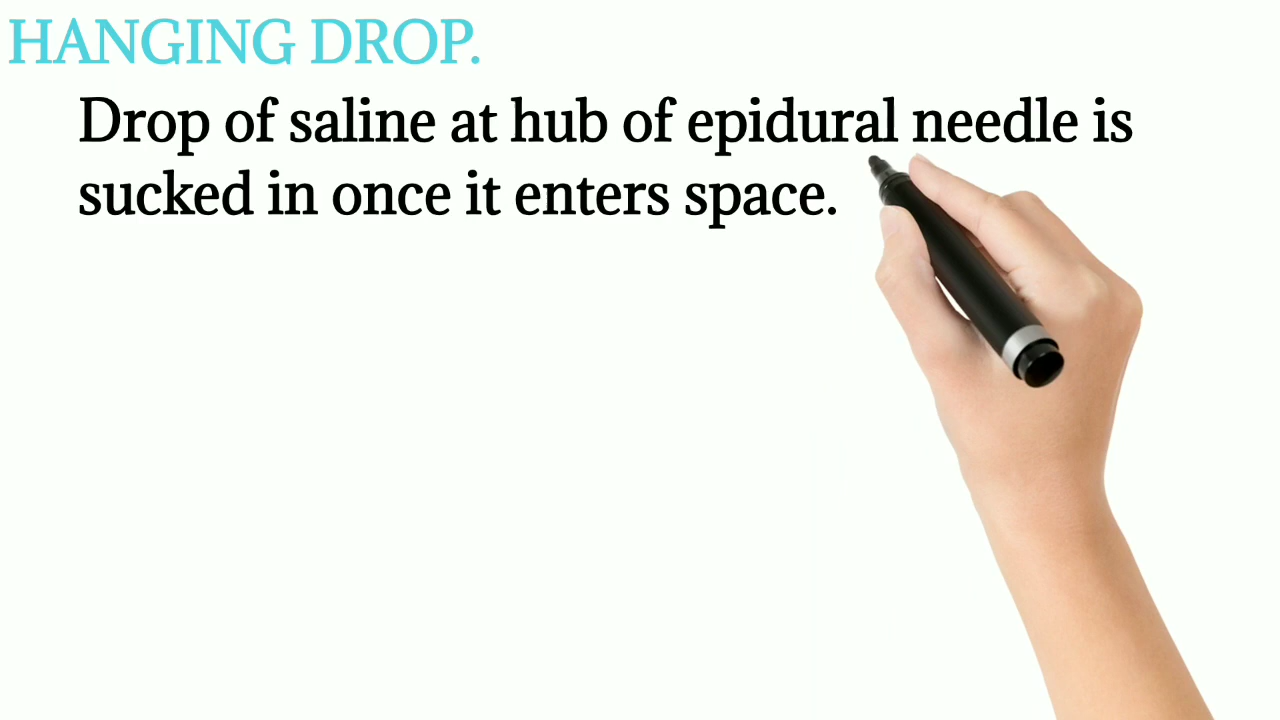 HANGING DROP.
Drop of saline at hub of epidural needle is
sucked in once it enters space.